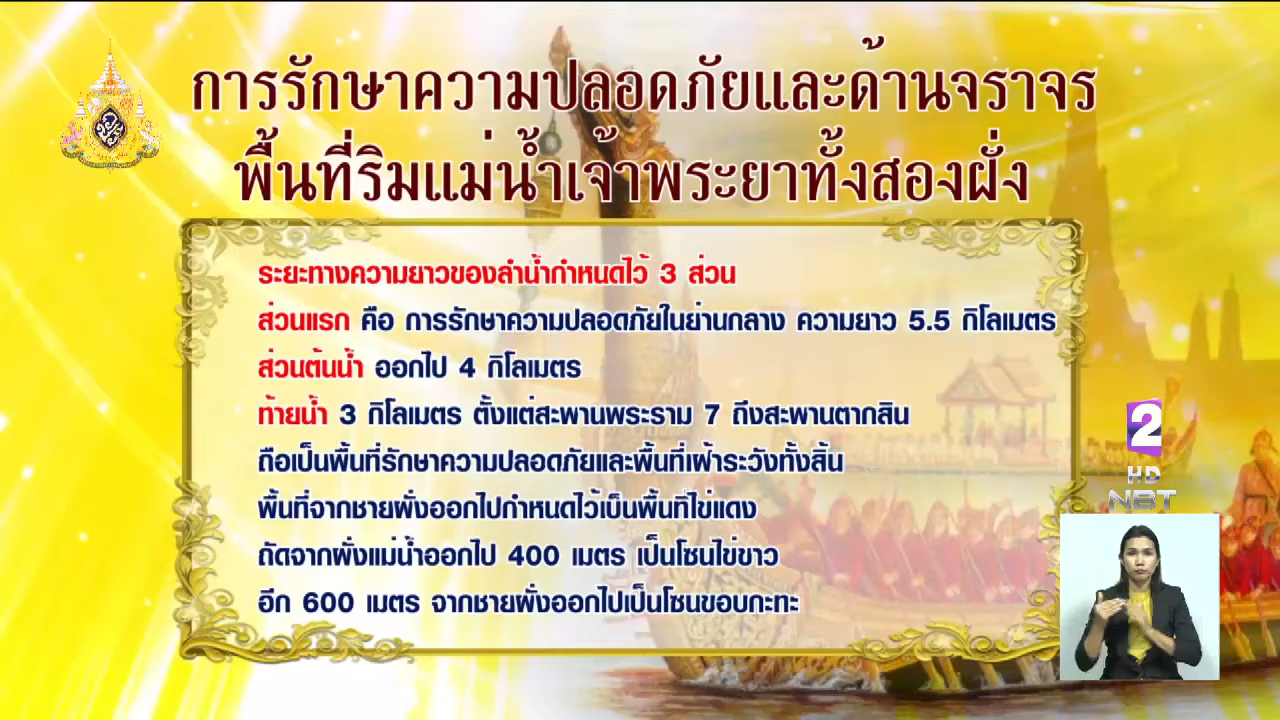 การรักษาความปลอดภัยและด้านจราจร
พื้นที่ริมแม่น้ำเจ้าพระยาทั้งสองฝั่ง
ระยะทางความยาวของลำน้ำกำหนดไว้ 3 ส่วน
ส่วนแรก คือ การรักษาความปลอดภัยในย่านกลาง ความยาว 5.5 กิโลเมตร
ส่วนต้นน้ำ ออกไป 4 กิโลเมตร
ท้ายน้ำ 3 กิโลเมตร ตั้งแต่สะพานพระราม 7 ถึงสะพานตากสิน
ถือเป็นพื้นที่รักษาความปลอดภัยและพื้นที่เฝ้าระวังทั้งสิ้น
พื้นที่จากชายฝั่งออกไปกำหนดไว้เป็นพื้นที่ไข่แดง
ถัดจากฝั่งแม่น้ำออกไป 400 เมตร เป็นโซนไข่ขาว
อีก 600 เมตร จากชายฝั่งออกไปเป็นโซนขอบกะทะ
2
HD
NBT